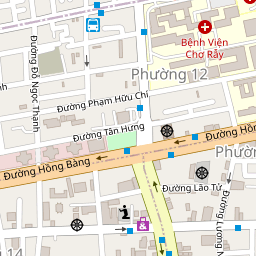 Bệnh Viện
Chợ Rẫy
Phường 12
Đường Đỗ Ngọc Thạnh
Đường Phạm Hữu Chí
Đường Tân Hưng
Đường Hồng Bàng
Đường Hồng
Phườ
Đường Lão Tử
Đường Lương N
14